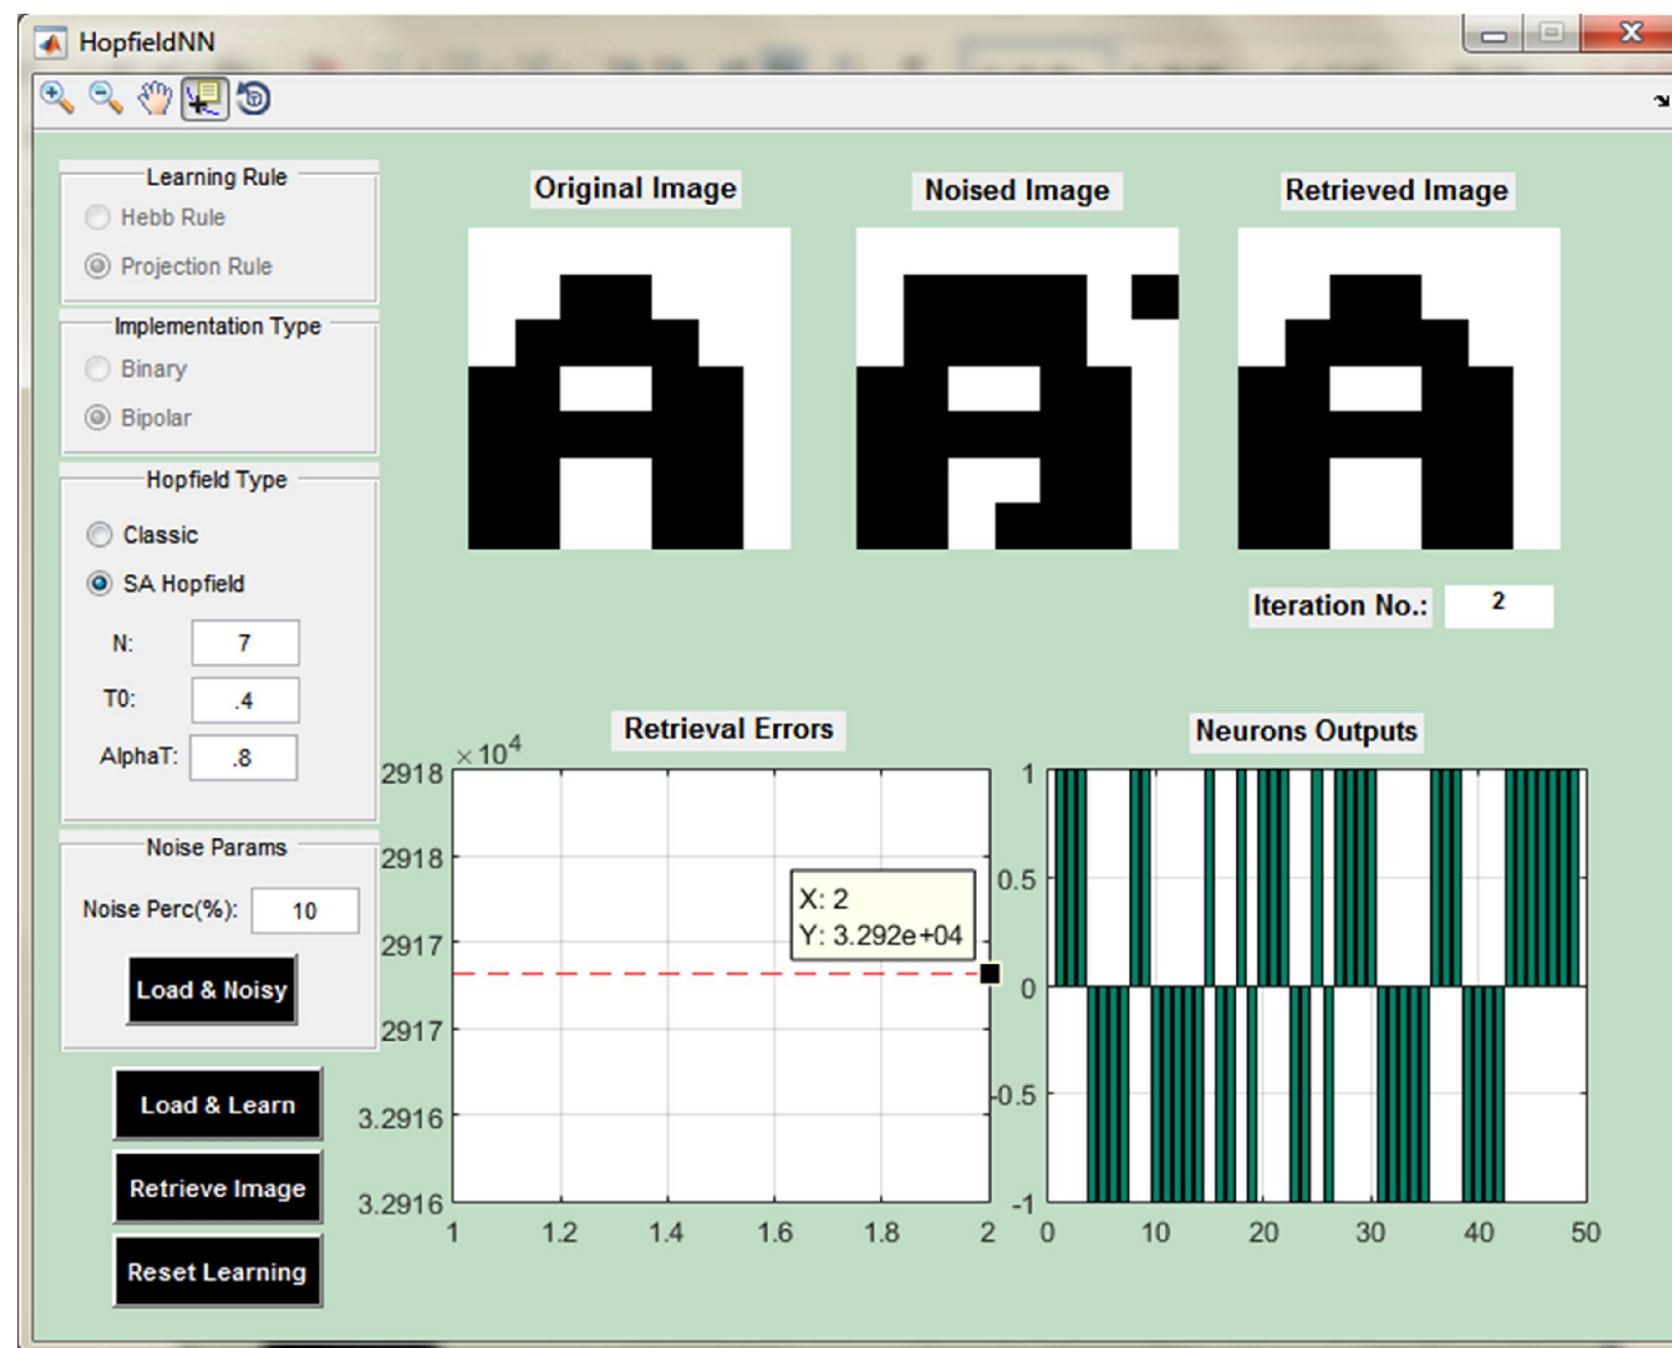 HopfieldNN
Learning Rule
Hebb Rule
Projection Rule
Implementation Type
Binary
Bipolar
Hopfield Type
Classic
SA Hopfield
N: 7
T0: .4
AlphaT: .8
Noise Params
Noise Perc(%): 10
Load & Noisy
Load & Learn
Retrieve Image
Reset Learning
Original Image
Noised Image
Retrieved Image
Iteration No.: 2
Retrieval Errors
×10^4
2918
2918
2917
2917
3.2916
3.2916
1 1.2 1.4 1.6 1.8 2
X: 2
Y: 3.292e+04
Neurons Outputs
1
0.5
0
-0.5
-1
0 10 20 30 40 50